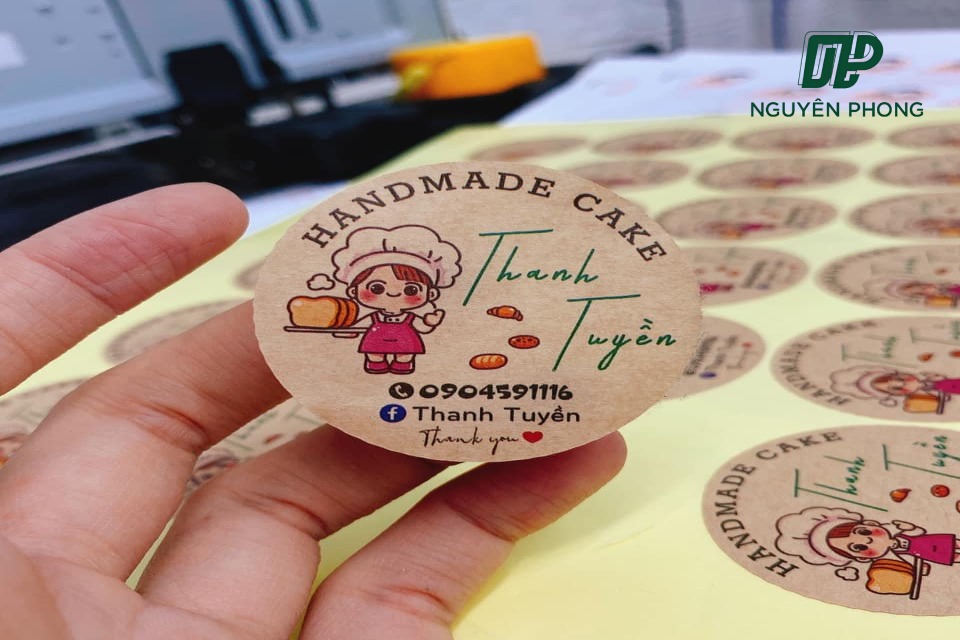 NGUYÊN PHONG
HANDMADE CAKE
Thanh
Tuyền
0904591116
Thanh Tuyền
Thank you
HANDMADE CAKE
Thanh
Tuyền